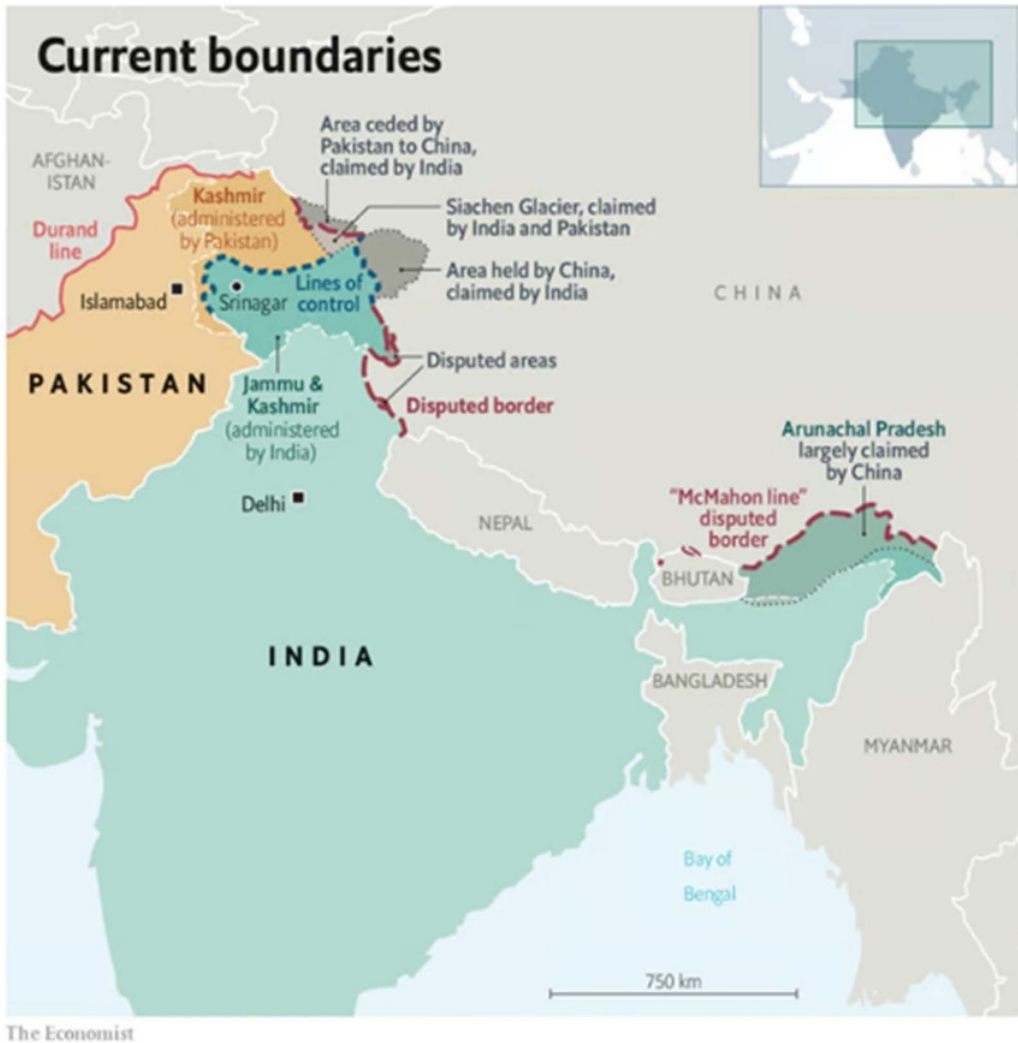 Current boundaries
Area ceded by
Pakistan to China,
claimed by India
AFGHAN-
ISTAN
Kashmir
(administered
by Pakistan)
Siachen Glacier, claimed
by India and Pakistan
Durand
line
Area held by China,
claimed by India
Lines of
control
Islamabad
Srinagar
CHINA
Disputed areas
PAKISTAN
Jammu &
Kashmir
(administered
by India)
Disputed border
Arunachal Pradesh
largely claimed
by China
Delhi
"McMahon line"
disputed
border
NEPAL
BHUTAN
INDIA
BANGLADESH
MYANMAR
Bay of
Bengal
750 km
The Economist